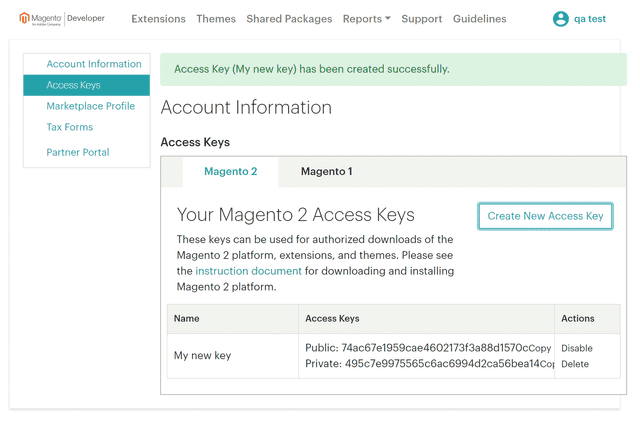 Magento Developer
An Adobe Company
Extensions Themes Shared Packages Reports Support Guidelines
qa test
Account Information
Access Keys
Marketplace Profile
Tax Forms
Partner Portal
Access Key (My new key) has been created successfully.
Account Information
Access Keys
Magento 2 Magento 1
Your Magento 2 Access Keys
Create New Access Key
These keys can be used for authorized downloads of the
Magento 2 platform, extensions, and themes. Please see
the instruction document for downloading and installing
Magento 2 platform.
Name Access Keys Actions
My new key
Public: 74ac67e1959cae4602173f3a88d1570cCopy
Private: 495c7e9975565c6ac6994d2ca56bea14Cop
Disable
Delete